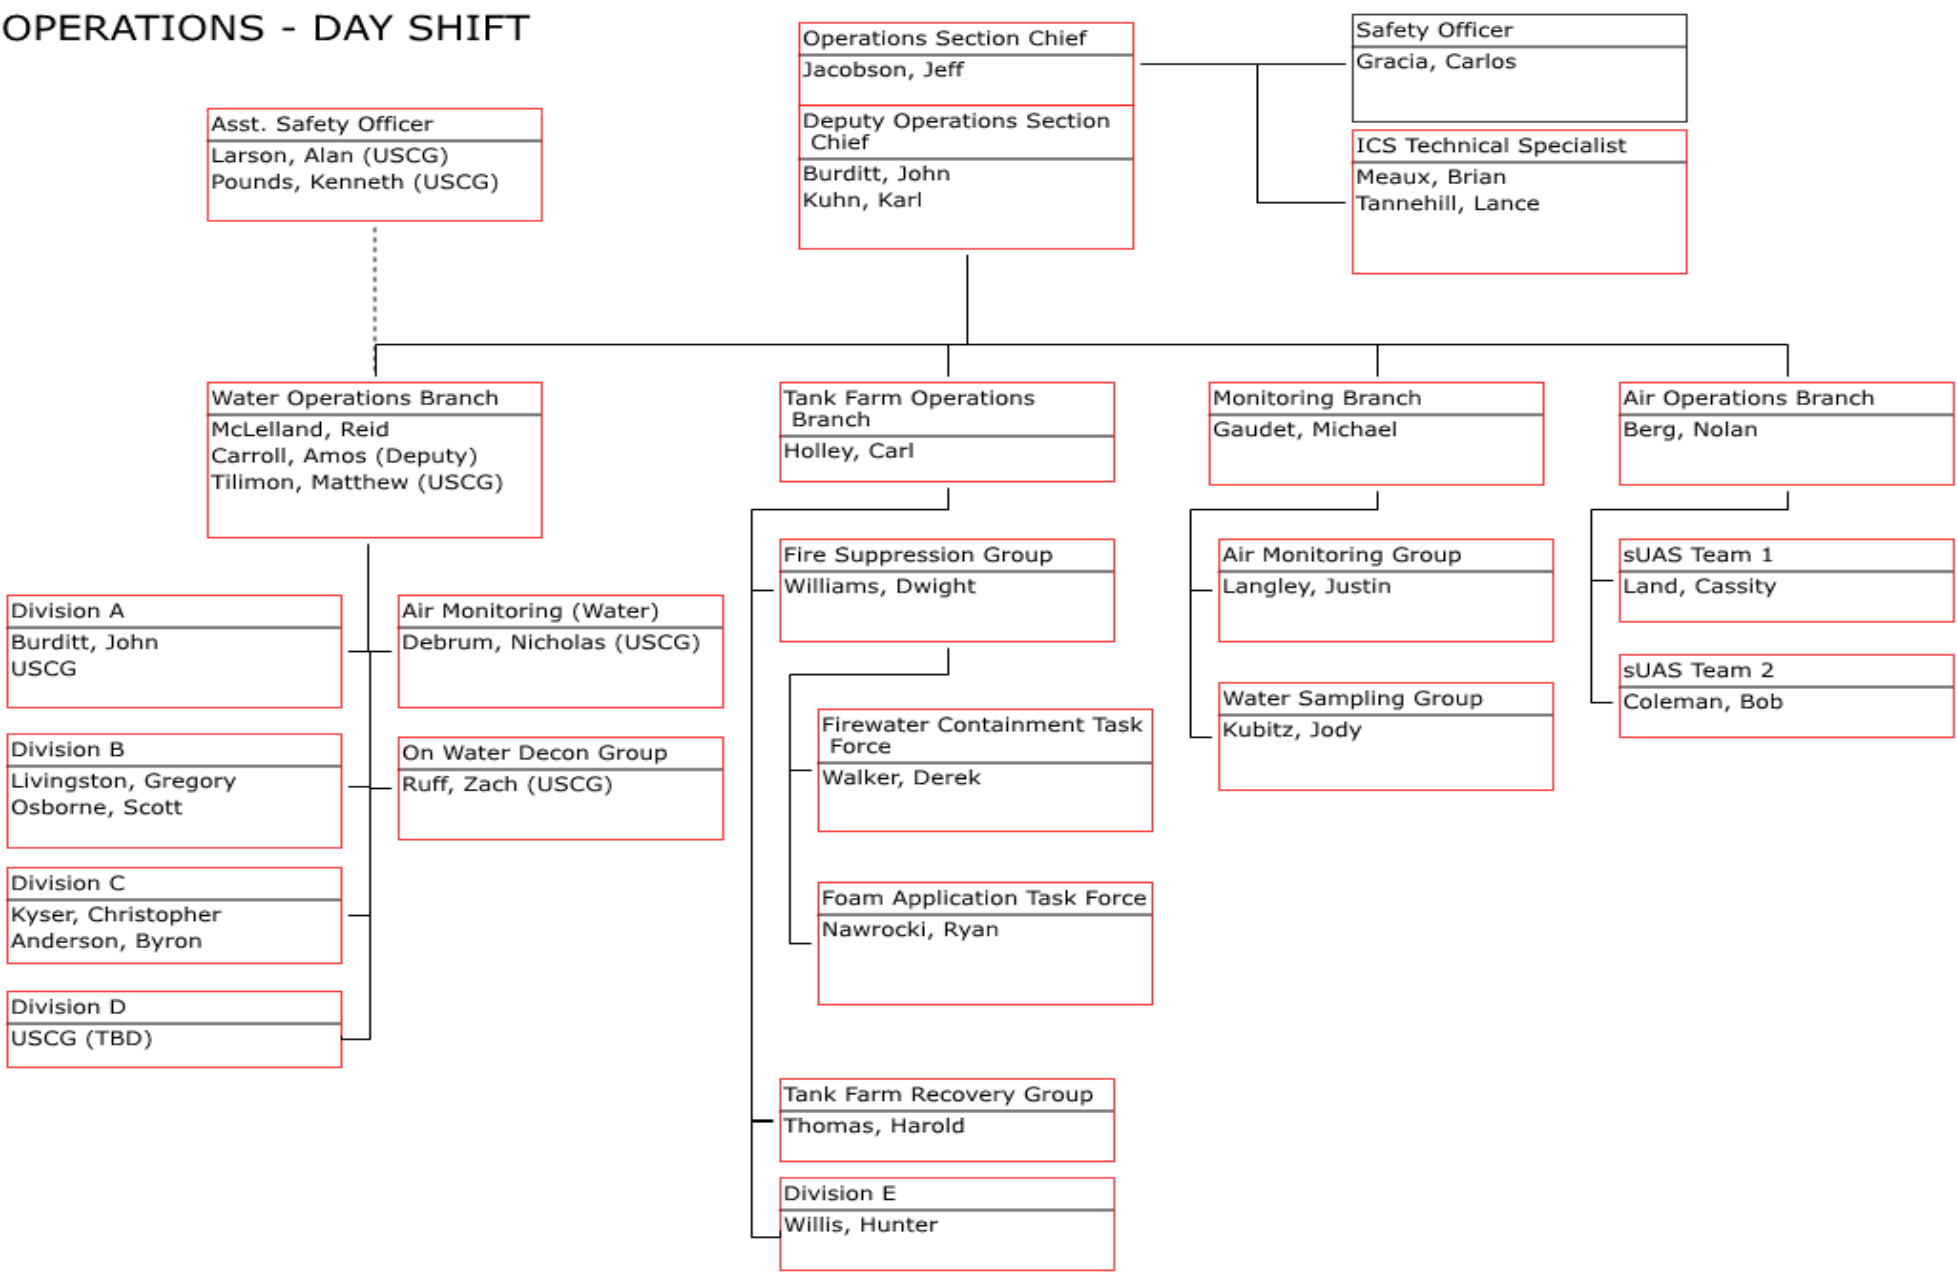 OPERATIONS - DAY SHIFT
Operations Section Chief
Jacobson, Jeff
Deputy Operations Section
Chief
Burditt, John
Kuhn, Karl
Safety Officer
Gracia, Carlos
ICS Technical Specialist
Meaux, Brian
Tannehill, Lance
Asst. Safety Officer
Larson, Alan (USCG)
Pounds, Kenneth (USCG)
Water Operations Branch
McLelland, Reid
Carroll, Amos (Deputy)
Tilimon, Matthew (USCG)
Division A
Burditt, John
USCG
Division B
Livingston, Gregory
Osborne, Scott
Division C
Kyser, Christopher
Anderson, Byron
Division D
USCG (TBD)
Air Monitoring (Water)
Debrum, Nicholas (USCG)
On Water Decon Group
Ruff, Zach (USCG)
Tank Farm Operations
Branch
Holley, Carl
Fire Suppression Group
Williams, Dwight
Firewater Containment Task
Force
Walker, Derek
Foam Application Task Force
Nawrocki, Ryan
Tank Farm Recovery Group
Thomas, Harold
Division E
Willis, Hunter
Monitoring Branch
Gaudet, Michael
Air Monitoring Group
Langley, Justin
Water Sampling Group
Kubitz, Jody
Air Operations Branch
Berg, Nolan
sUAS Team 1
Land, Cassity
sUAS Team 2
Coleman, Bob